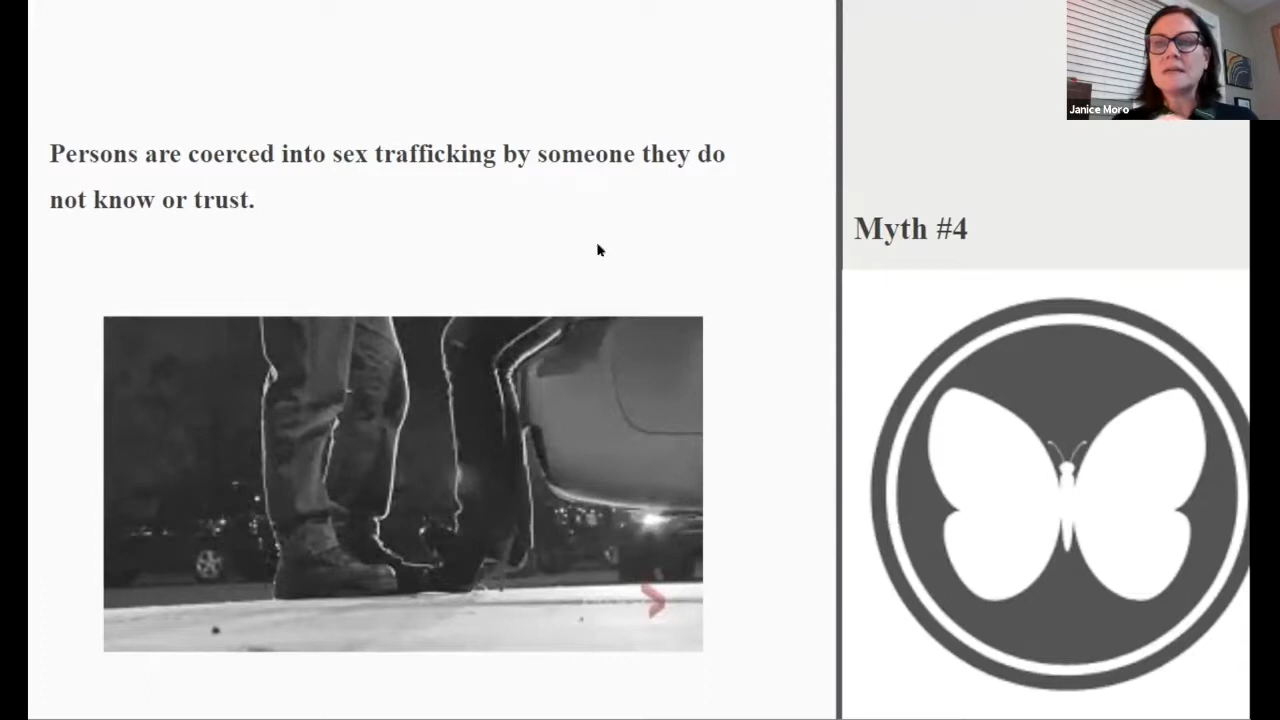 Persons are coerced into sex trafficking by someone they do
not know or trust.
Myth #4
Janice Moro